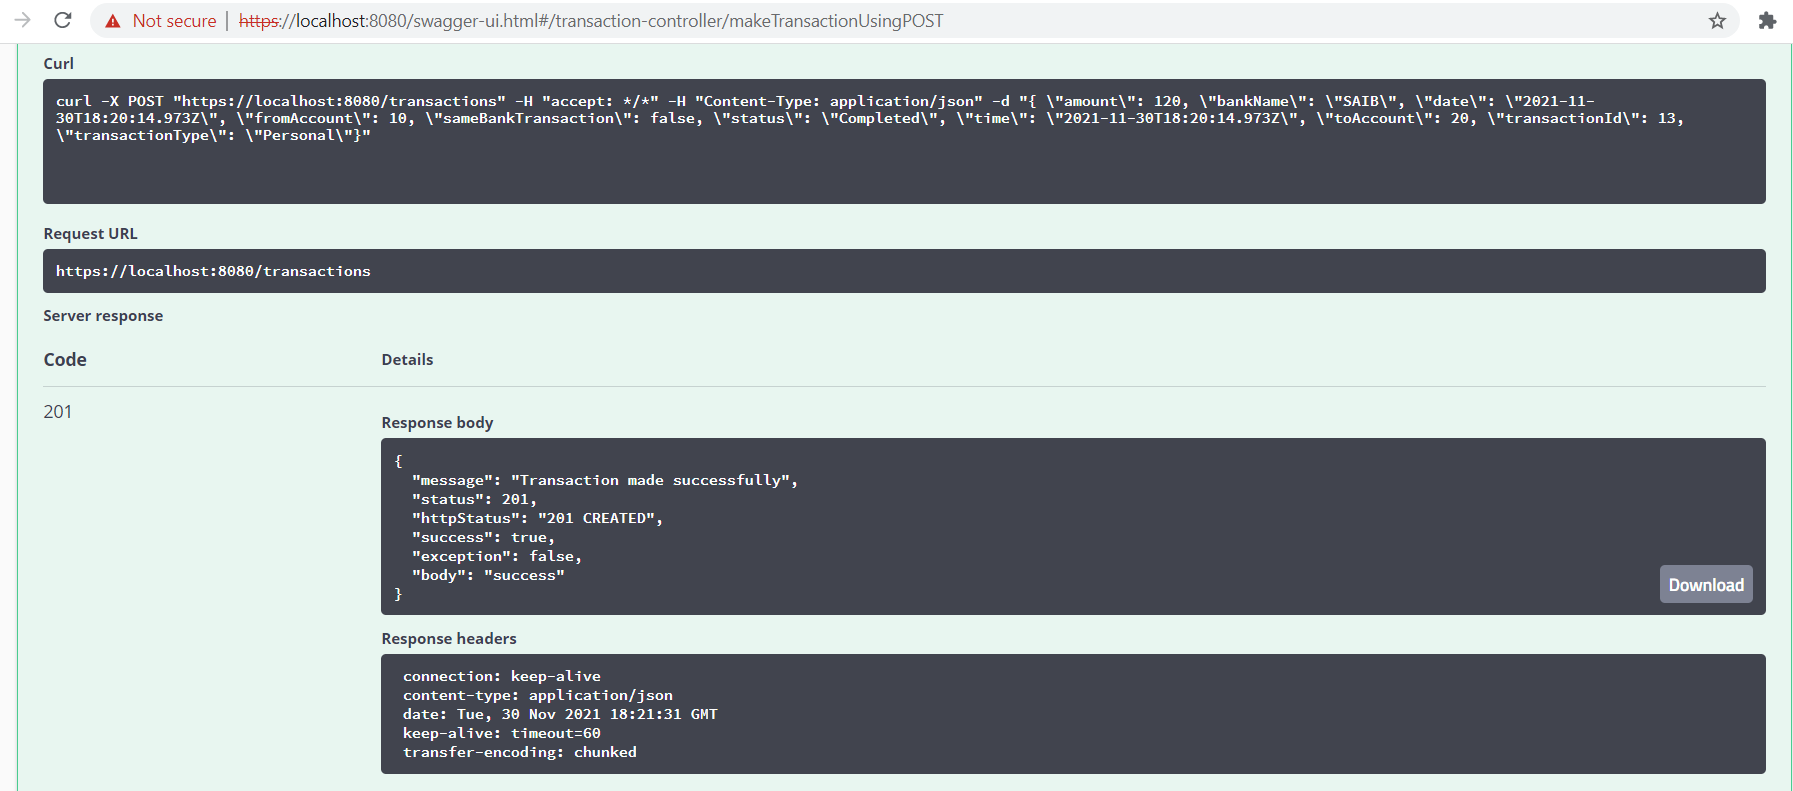 Not secure | https://localhost:8080/swagger-ui.html#/transaction-controller/makeTransactionUsingPOST
Curl
curl -X POST "https://localhost:8080/transactions" -H "accept: */*" -H "Content-Type: application/json" -d "{ \"amount\": 120, \"bankName\": \"SAIB\", \"date\": \"2021-11-
30T18:20:14.973Z\", \"fromAccount\": 10, \"sameBankTransaction\": false, \"status\": \"Completed\", \"time\": \"2021-11-30T18:20:14.973Z\", \"toAccount\": 20, \"transactionId\": 13,
\"transactionType\": \"Personal\"}"
Request URL
https://localhost:8080/transactions
Server response
Code Details
201
Response body
{
"message": "Transaction made successfully",
"status": 201,
"httpStatus": "201 CREATED",
"success": true,
"exception": false,
"body": "success"
}
Download
Response headers
connection: keep-alive
content-type: application/json
date: Tue, 30 Nov 2021 18:21:31 GMT
keep-alive: timeout=60
transfer-encoding: chunked